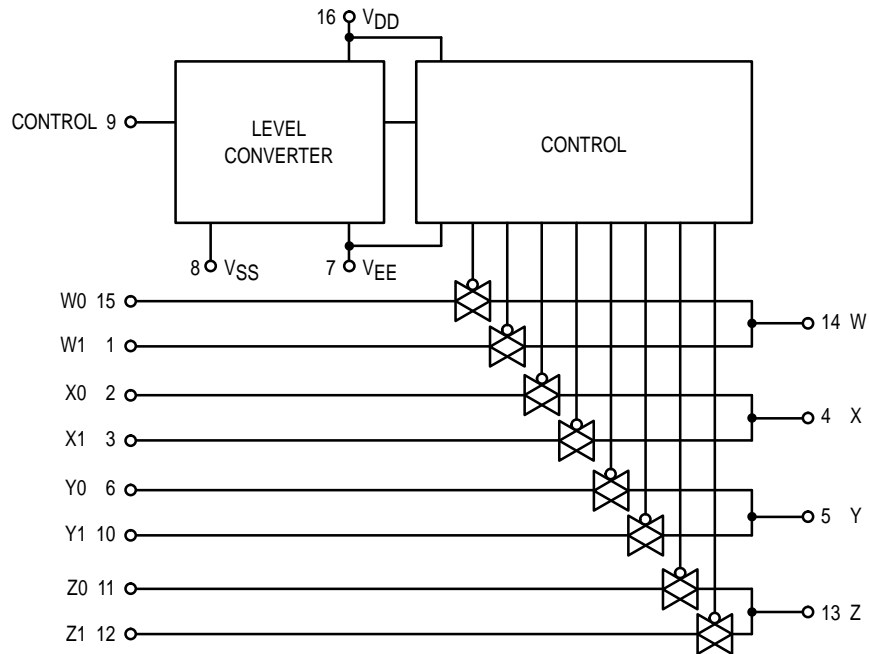 16 VDD
CONTROL 9
LEVEL
CONVERTER
CONTROL
8 VSS
7 VEE
W0 15
W1 1
14 W
X0 2
X1 3
4 X
Y0 6
Y1 10
5 Y
Z0 11
Z1 12
13 Z